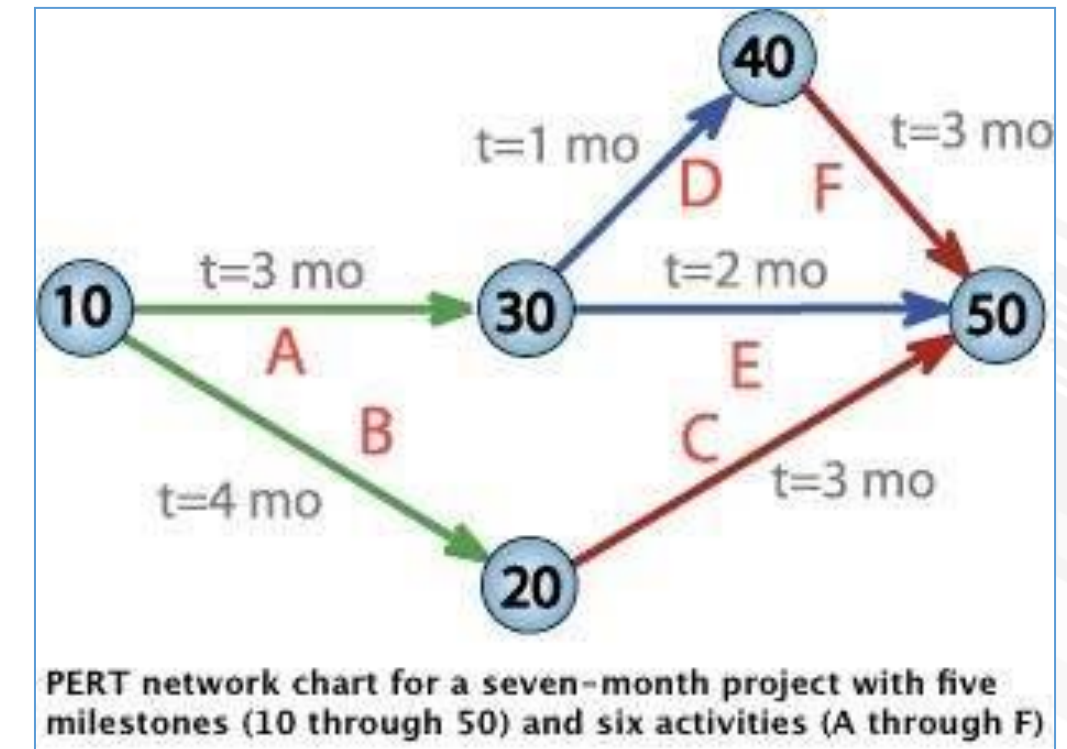 40
t=1 mo
t=3 mo
D
F
t=3 mo
t=2 mo
10
30
50
A
E
B
C
t=4 mo
t=3 mo
20
PERT network chart for a seven-month project with five
milestones (10 through 50) and six activities (A through F)